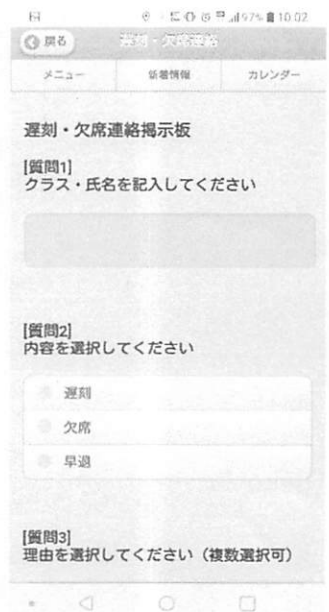 97% 10:02
戻る 遅刻・欠席連絡
メニュー 新着情報 カレンダー
遅刻・欠席連絡掲示板
[質問1]
クラス・氏名を記入してください
[質問2]
内容を選択してください
遅刻
欠席
早退
[質問3]
理由を選択してください（複数選択可）